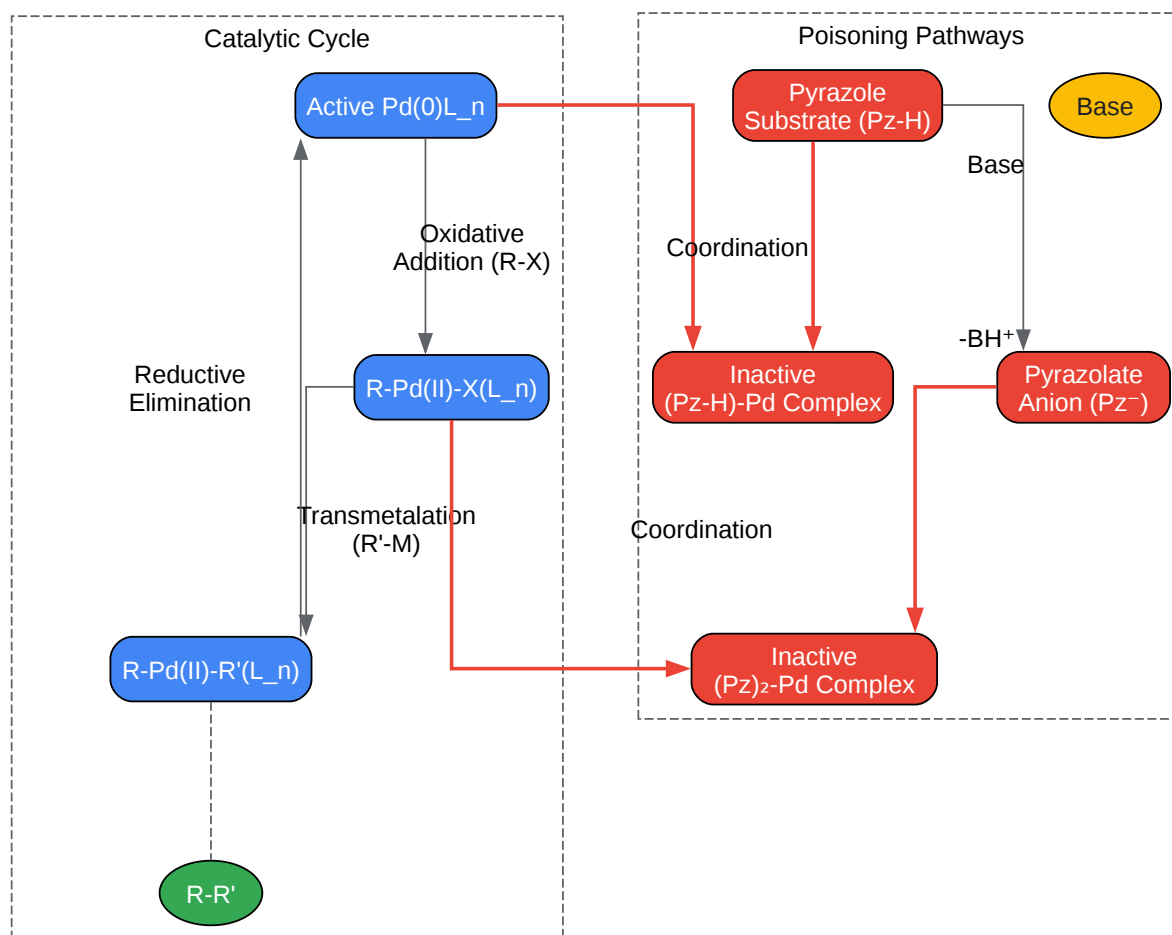 Catalytic Cycle
Poisoning Pathways
Active Pd(0)L_n
Pyrazole
Substrate (Pz-H)
Base
Base
Oxidative
Addition (R-X)
Coordination
-BH⁺
Reductive
Elimination
R-Pd(II)-X(L_n)
Inactive
(Pz-H)-Pd Complex
Pyrazolate
Anion (Pz⁻)
Transmetalation
(R'-M)
Coordination
R-Pd(II)-R'(L_n)
Inactive
(Pz)₂-Pd Complex
R-R'